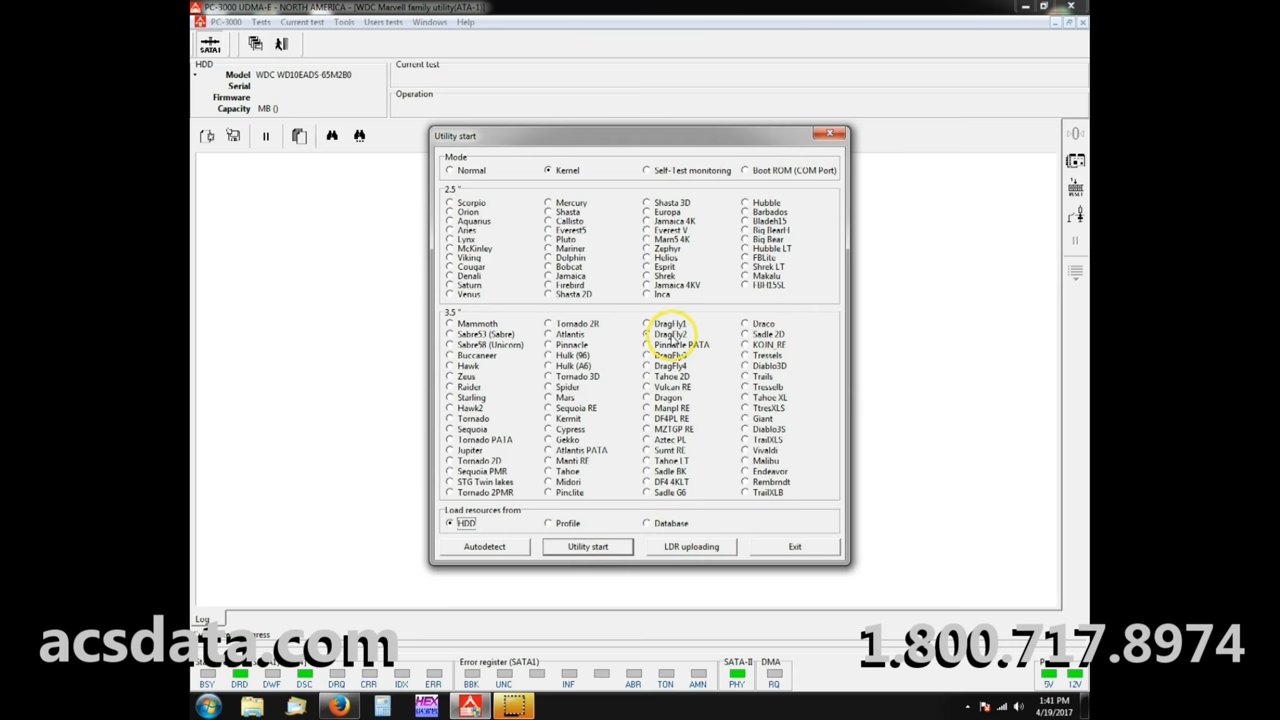 PC-3000 UDMA-E - NORTH AMERICA - [WDC Marvell family utility(ATA-1)]
PC-3000 Tests Current test Tools Users tests Windows Help
SATA1
HDD
Model WDC WD10EADS-65M2B0
Serial
Firmware
Capacity MB ()
Current test
Operation
Utility start
Mode
Normal Kernel Self-Test monitoring Boot ROM (COM Port)
2.5 "
Scorpio Mercury Shasta 3D Hubble
Orion Shasta Europa Barbados
Aquarius Callisto Jamaica 4K Bladeh15
Aries Everest5 Everest V Big BearH
Lynx Pluto Marn5 4K Big Bear
McKinley Mariner Zephyr Hubble LT
Viking Dolphin Helios FBLite
Cougar Bobcat Esprit Shrek LT
Denali Jamaica Shrek Makalu
Saturn Firebird Jamaica 4KV FBH15SL
Venus Shasta 2D Inca
3.5 "
Mammoth Tornado 2R DragFly1 Draco
Sabre53 (Sabre) Atlantis DragFly2 Sadle 2D
Sabre58 (Unicorn) Pinnacle Pinnacle PATA KOJN_RE
Buccaneer Hulk (96) DragFly3 Tressels
Hawk Hulk (A6) DragFly4 Diablo3D
Zeus Tornado 3D Tahoe 2D Trails
Raider Spider Vulcan RE Tresselb
Starling Mars Dragon Tahoe XL
Hawk2 Sequoia RE Manpl RE TtresXLS
Tornado Kermit DF4PL RE Giant
Sequoia Cypress MZTGP RE Diablo3S
Tornado PATA Gekko Aztec PL TrailXLS
Jupiter Atlantis PATA Sumt RE Vivaldi
Tornado 2D Manti RE Tahoe LT Malibu
Sequoia PMR Tahoe Sadle BK Endeavor
STG Twin lakes Midori DF4 4KLT Rembrndt
Tornado 2PMR Pinclite Sadle G6 TrailXLB
Load resources from
HDD Profile Database
Autodetect Utility start LDR uploading Exit
Log
acsdata.com
1.800.717.8974
Error register (SATA1) SATA-II DMA
BSY DRD DWF DSC DRQ CRR IDX ERR BBK UNC INF ABR TON AMN PHY RQ 5V 12V
HEX
1:41 PM
4/19/2017